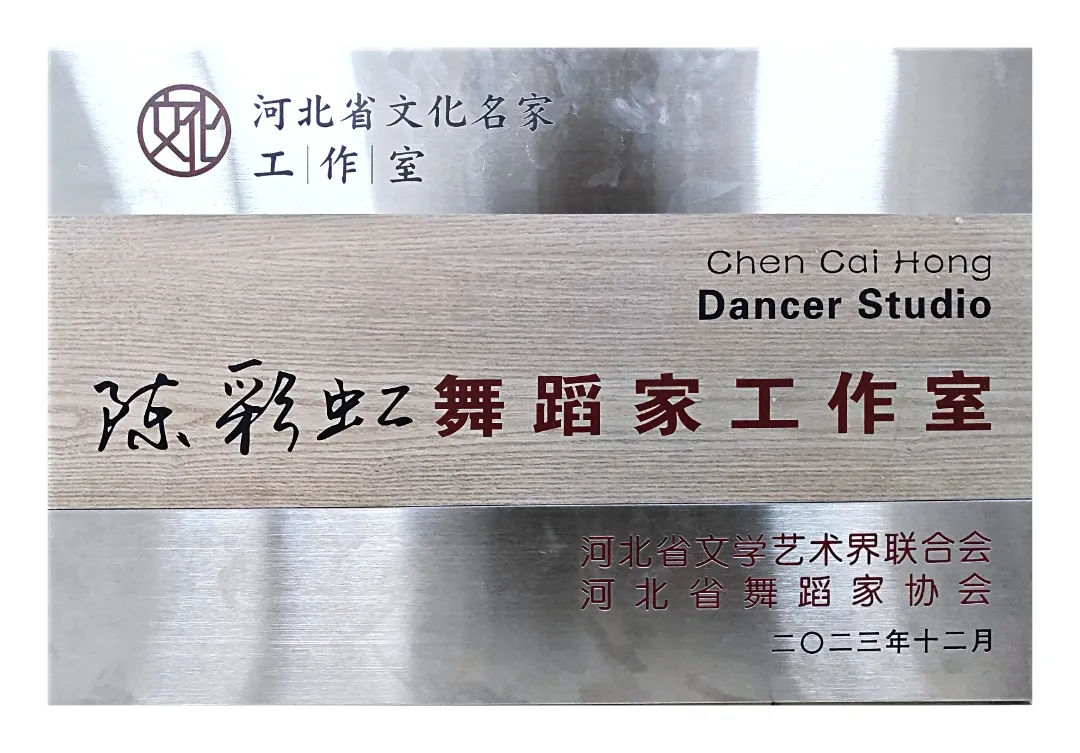 文化
河北省文化名家
工作室
Chen Cai Hong
Dancer Studio
陈彩虹舞蹈家工作室
河北省文学艺术界联合会
河北省舞蹈家协会
二〇二三年十二月